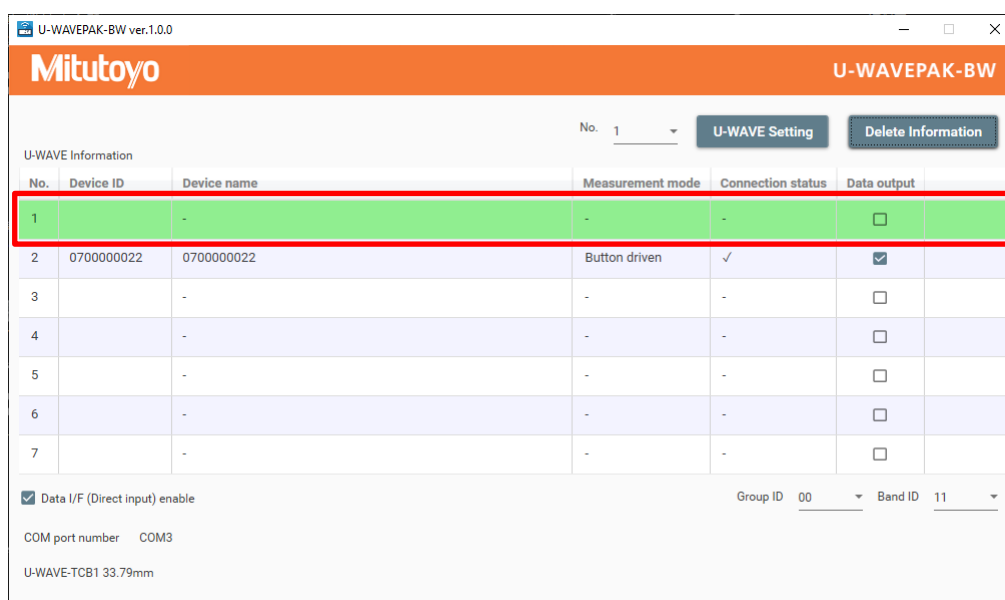 U-WAVEPAK-BW ver.1.0.0
Mitutoyo U-WAVEPAK-BW
No. 1 U-WAVE Setting Delete Information
U-WAVE Information
No. Device ID Device name Measurement mode Connection status Data output
1 - - -
2 0700000022 0700000022 Button driven ✓
3 - - -
4 - - -
5 - - -
6 - - -
7 - - -
Data I/F (Direct input) enable Group ID 00 Band ID 11
COM port number COM3
U-WAVE-TCB1 33.79mm